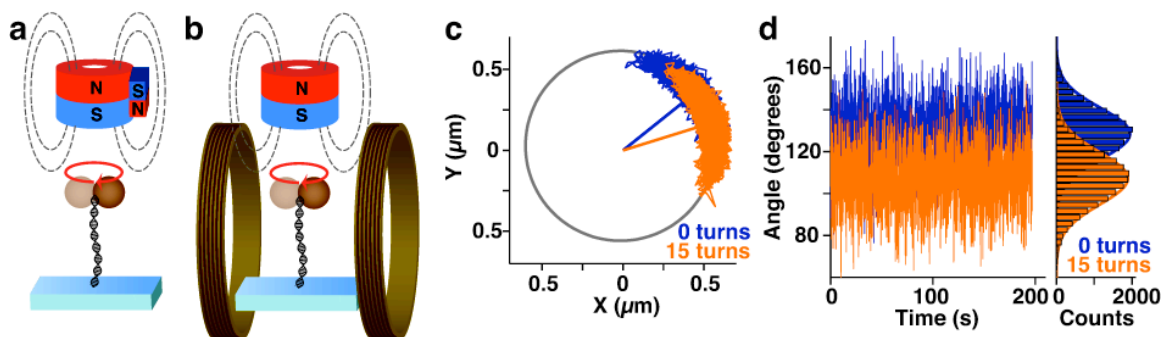 a
N
S
S
N
b
N
S
c
Y (µm)
0.5
0
0.5
0.5
0
0.5
X (µm)
0 turns
15 turns
d
Angle (degrees)
160
120
80
0
100
200
Time (s)
0
2000
Counts
0 turns
15 turns